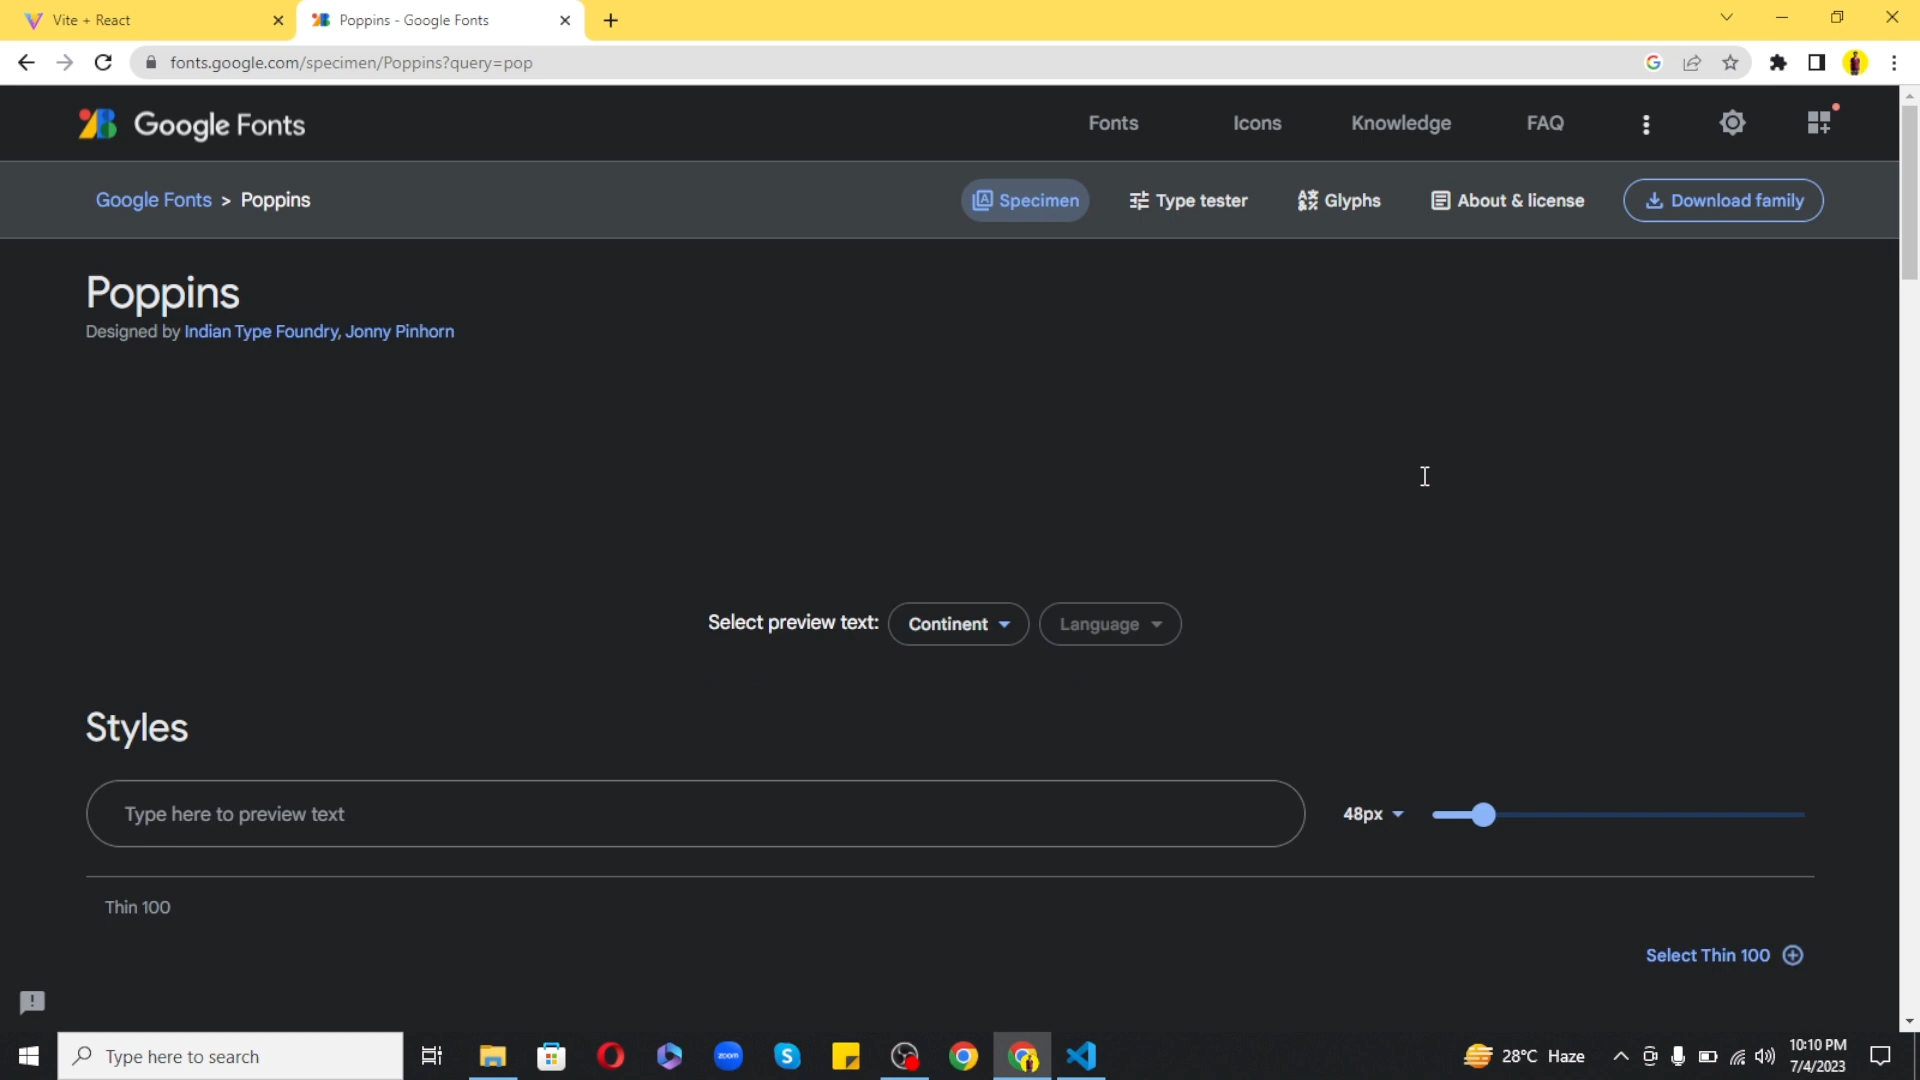 Vite + React
Poppins - Google Fonts
fonts.google.com/specimen/Poppins?query=pop
Google Fonts
Fonts
Icons
Knowledge
FAQ
Google Fonts > Poppins
Specimen
Type tester
Glyphs
About & license
Download family
Poppins
Designed by Indian Type Foundry, Jonny Pinhorn
Select preview text:
Continent
Language
Styles
Type here to preview text
48px
Thin 100
Select Thin 100
Type here to search
zoom
28°C Haze
10:10 PM
7/4/2023